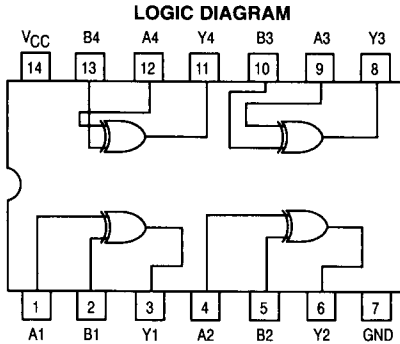 LOGIC DIAGRAM
VCC B4 A4 Y4 B3 A3 Y3
14 13 12 11 10 9 8
1 2 3 4 5 6 7
A1 B1 Y1 A2 B2 Y2 GND